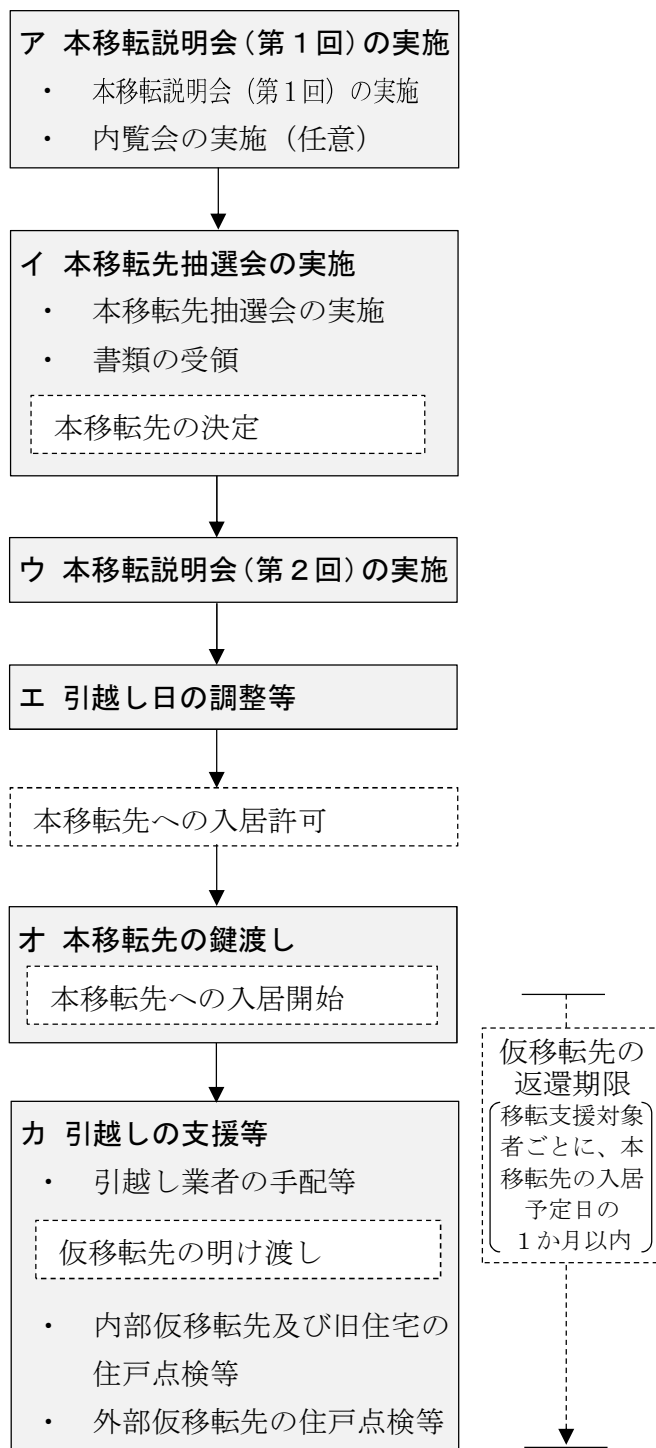 ア 本移転説明会(第１回)の実施
・ 本移転説明会（第１回）の実施
・ 内覧会の実施（任意）
イ 本移転先抽選会の実施
・ 本移転先抽選会の実施
・ 書類の受領
本移転先の決定
ウ 本移転説明会(第２回)の実施
エ 引越し日の調整等
本移転先への入居許可
オ 本移転先の鍵渡し
本移転先への入居開始
カ 引越しの支援等
・ 引越し業者の手配等
仮移転先の明け渡し
・ 内部仮移転先及び旧住宅の
住戸点検等
・ 外部仮移転先の住戸点検等
仮移転先の
返還期限
移転支援対象
者ごとに、本
移転先の入居
予定日の
１か月以内